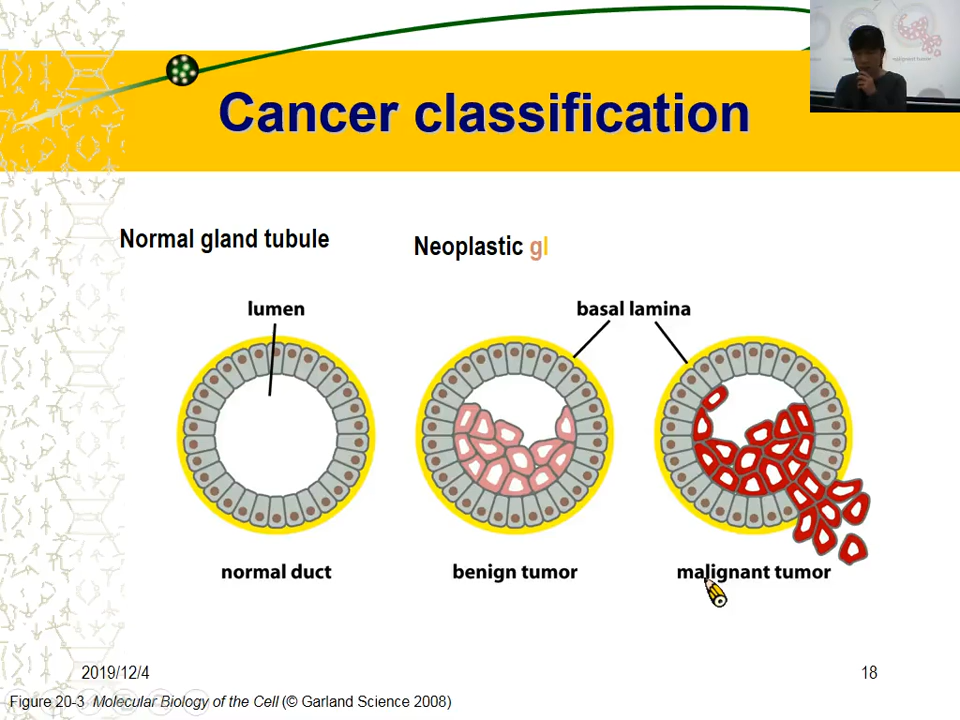 Cancer classification
Normal gland tubule
Neoplastic gl
lumen
basal lamina
normal duct
benign tumor
malignant tumor
2019/12/4
18
Figure 20-3 Molecular Biology of the Cell (© Garland Science 2008)